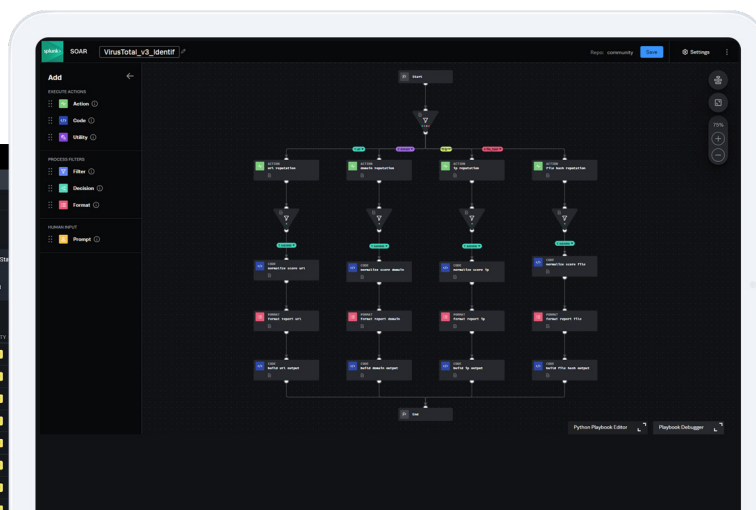 splunk> SOAR VirusTotal_v3_Identif Repo: community Save Settings
Add
EXECUTE ACTIONS
Action
Code
Utility
PROCESS FILTERS
Filter
Decision
Format
HUMAN INPUT
Prompt
79%
Start
ACTION ACTION ACTION ACTION
url reputation domain reputation ip reputation file hash reputation
CODE CODE CODE CODE
normalize score url normalize score domain normalize score ip normalize score file
FORMAT FORMAT FORMAT FORMAT
format report url format report domain format report ip format report file
CODE CODE CODE CODE
build url output build domain output build ip output build file hash output
End
Python Playbook Editor Playbook Debugger